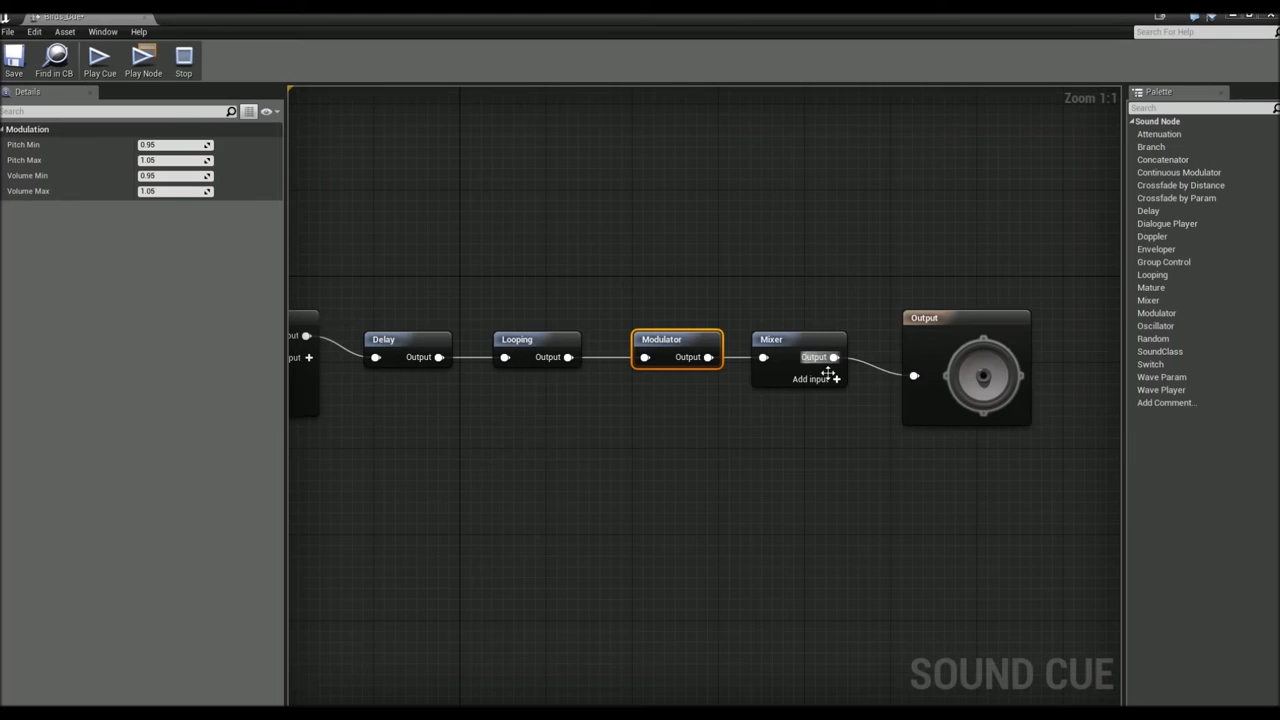 Birds_Cue*
File Edit Asset Window Help
Search For Help
Save Find in CB Play Cue Play Node Stop
Details
Search
Modulation
Pitch Min 0.95
Pitch Max 1.05
Volume Min 0.95
Volume Max 1.05
Zoom 1:1
put
put
Delay
Output
Looping
Output
Modulator
Output
Mixer
Output
Add input
Output
SOUND CUE
Palette
Search
Sound Node
Attenuation
Branch
Concatenator
Continuous Modulator
Crossfade by Distance
Crossfade by Param
Delay
Dialogue Player
Doppler
Enveloper
Group Control
Looping
Mature
Mixer
Modulator
Oscillator
Random
SoundClass
Switch
Wave Param
Wave Player
Add Comment...